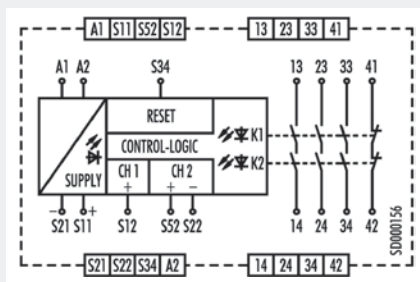 A1 S11 S52 S12 13 23 33 41
A1 A2 S34 13 23 33 41
RESET
CONTROL-LOGIC
K1
K2
CH 1 CH 2
SUPPLY + + −
− + 
S21 S11 S12 S52 S22 14 24 34 42
S21 S22 S34 A2 14 24 34 42
SD000156